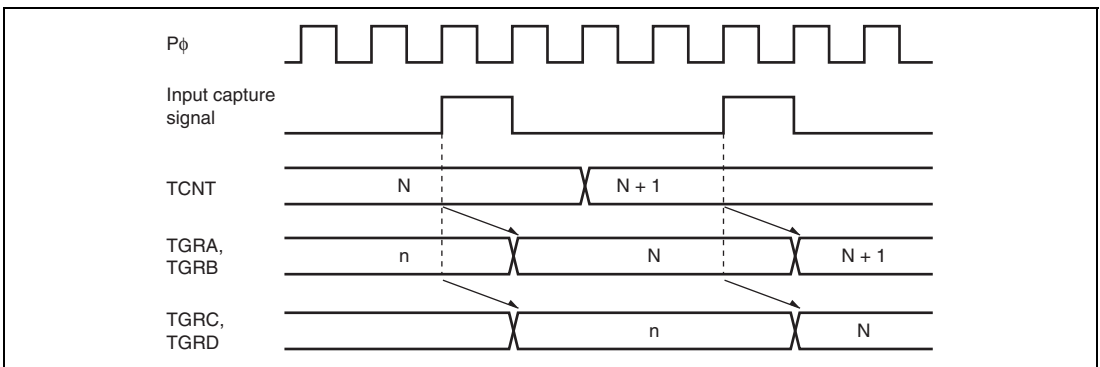 Pϕ
Input capture
signal
TCNT
N
N + 1
TGRA,
TGRB
n
N
N + 1
TGRC,
TGRD
n
N